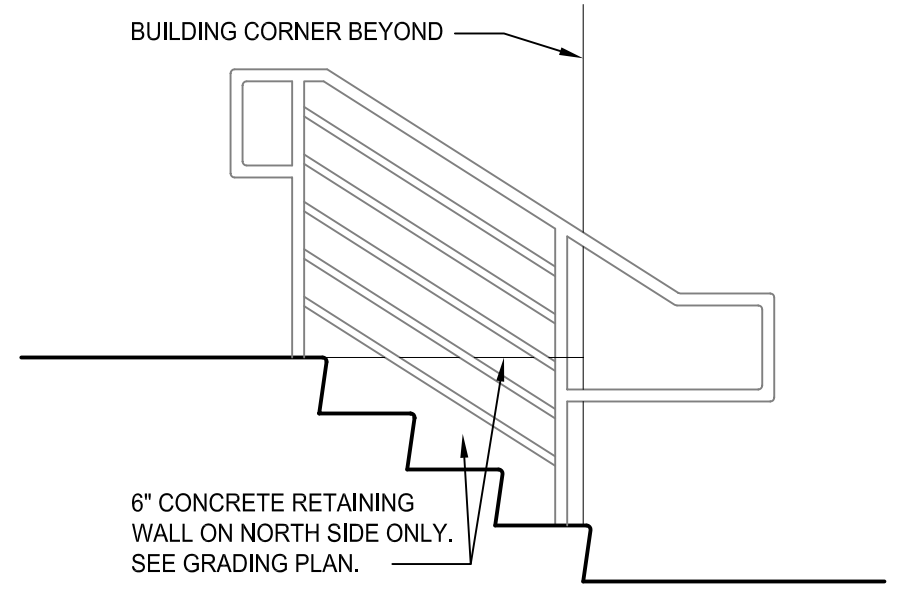 BUILDING CORNER BEYOND
6" CONCRETE RETAINING
WALL ON NORTH SIDE ONLY.
SEE GRADING PLAN.